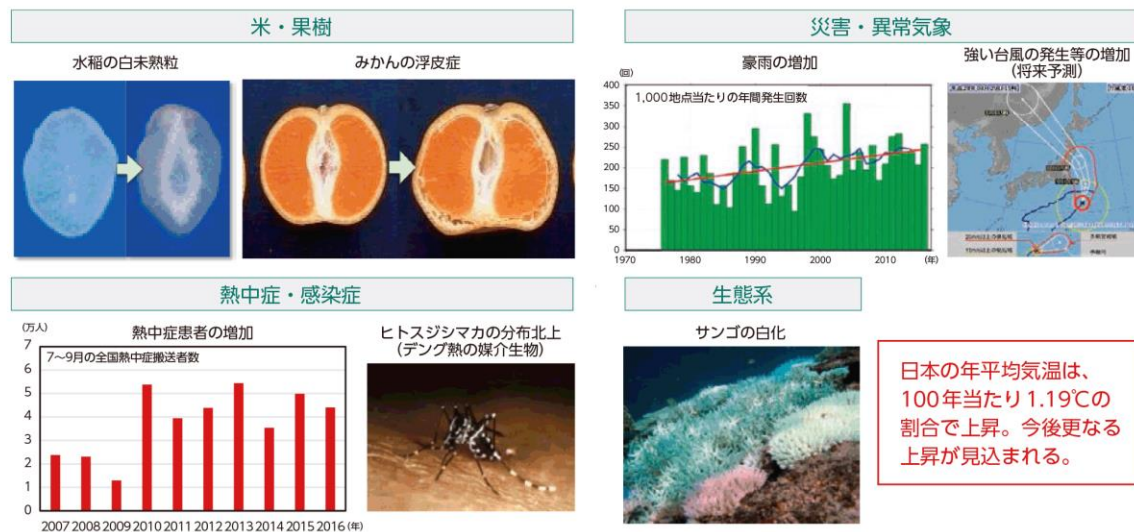 米・果樹
水稲の白未熟粒
みかんの浮皮症
災害・異常気象
豪雨の増加
強い台風の発生等の増加
(将来予測)
(回)
1,000地点当たりの年間発生回数
400
350
300
250
200
150
100
50
0
1970 1980 1990 2000 2010 (年)
熱中症・感染症
熱中症患者の増加
(万人)
7~9月の全国熱中症搬送者数
7
6
5
4
3
2
1
0
2007 2008 2009 2010 2011 2012 2013 2014 2015 2016 (年)
ヒトスジシマカの分布北上
(デング熱の媒介生物)
生態系
サンゴの白化
日本の年平均気温は、
100年当たり1.19℃の
割合で上昇。今後更なる
上昇が見込まれる。